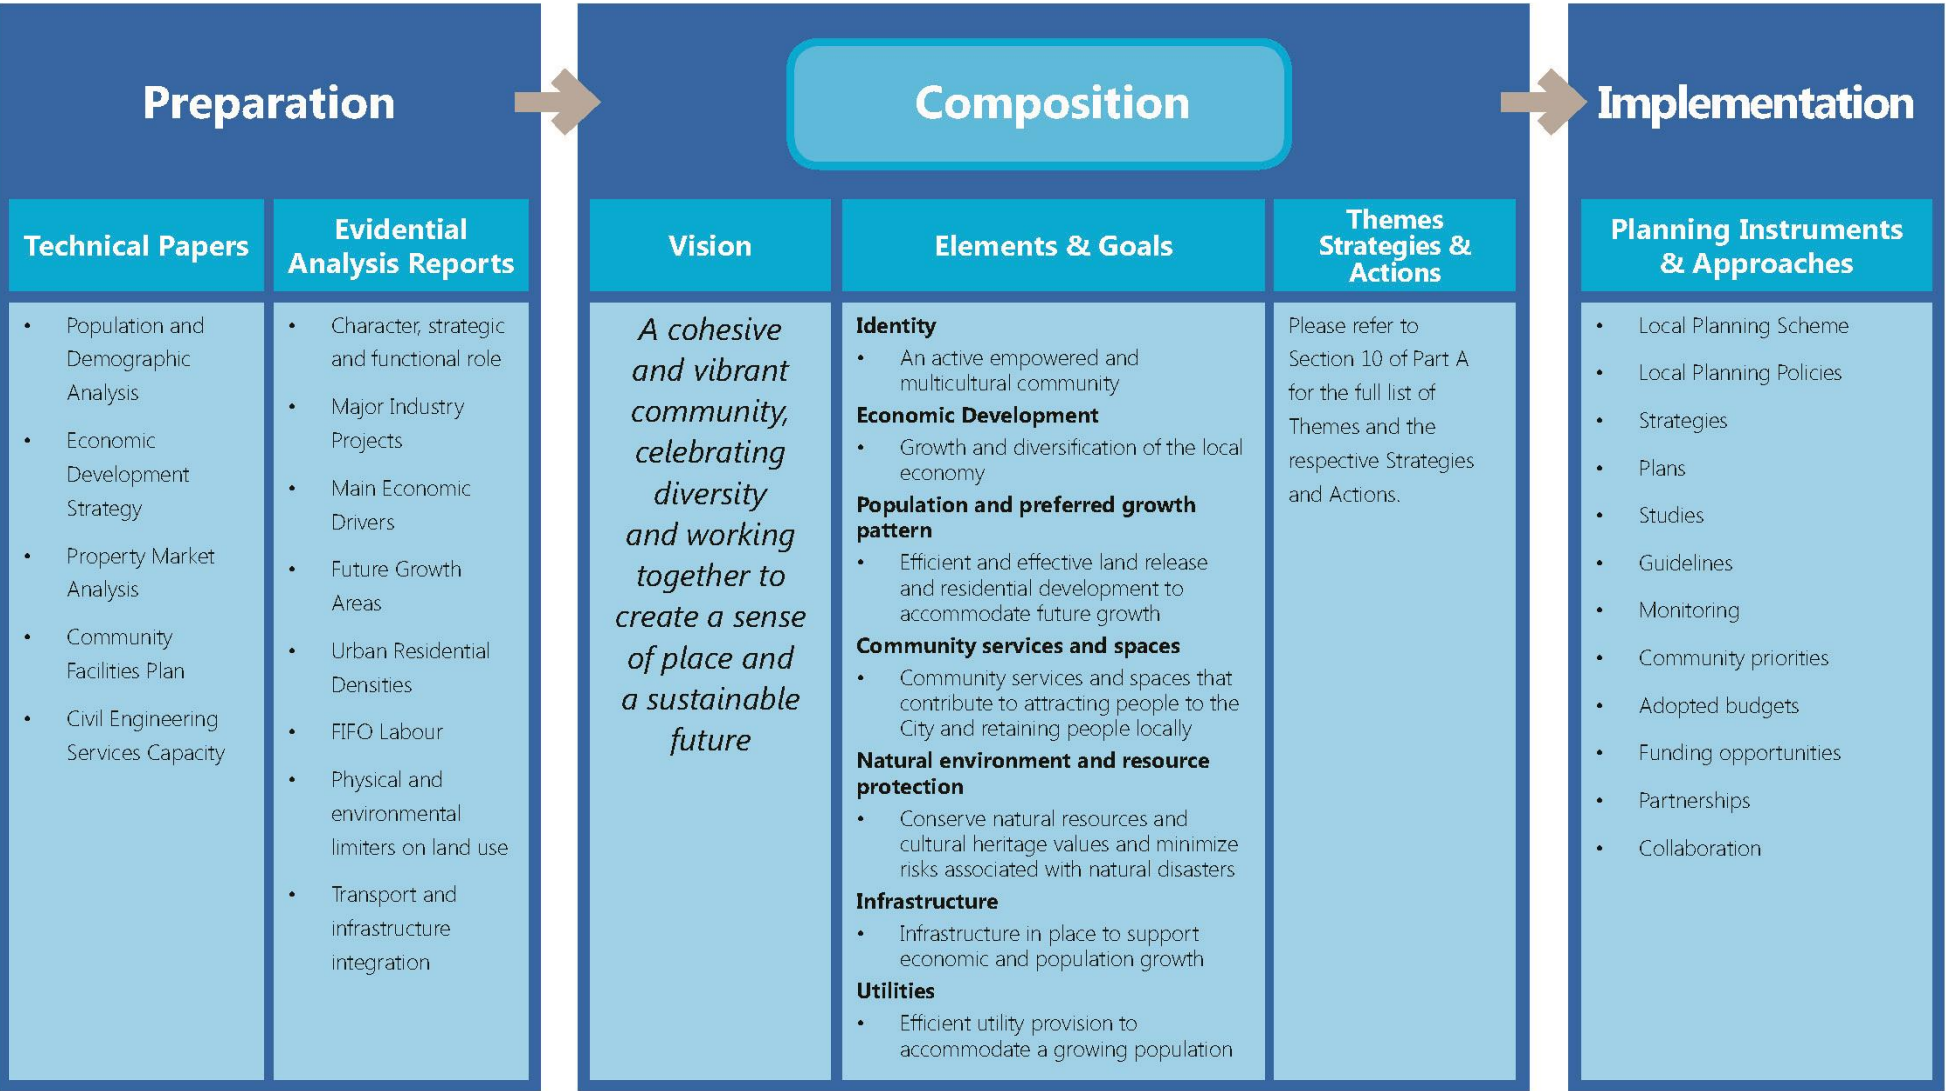 Preparation
Technical Papers
• Population and
Demographic
Analysis
• Economic
Development
Strategy
• Property Market
Analysis
• Community
Facilities Plan
• Civil Engineering
Services Capacity
Evidential
Analysis Reports
• Character, strategic
and functional role
• Major Industry
Projects
• Main Economic
Drivers
• Future Growth
Areas
• Urban Residential
Densities
• FIFO Labour
• Physical and
environmental
limiters on land use
• Transport and
infrastructure
integration
Composition
Vision
A cohesive
and vibrant
community,
celebrating
diversity
and working
together to
create a sense
of place and
a sustainable
future
Elements & Goals
Identity
• An active empowered and
multicultural community
Economic Development
• Growth and diversification of the local
economy
Population and preferred growth
pattern
• Efficient and effective land release
and residential development to
accommodate future growth
Community services and spaces
• Community services and spaces that
contribute to attracting people to the
City and retaining people locally
Natural environment and resource
protection
• Conserve natural resources and
cultural heritage values and minimize
risks associated with natural disasters
Infrastructure
• Infrastructure in place to support
economic and population growth
Utilities
• Efficient utility provision to
accommodate a growing population
Themes
Strategies &
Actions
Please refer to
Section 10 of Part A
for the full list of
Themes and the
respective Strategies
and Actions.
Implementation
Planning Instruments
& Approaches
• Local Planning Scheme
• Local Planning Policies
• Strategies
• Plans
• Studies
• Guidelines
• Monitoring
• Community priorities
• Adopted budgets
• Funding opportunities
• Partnerships
• Collaboration